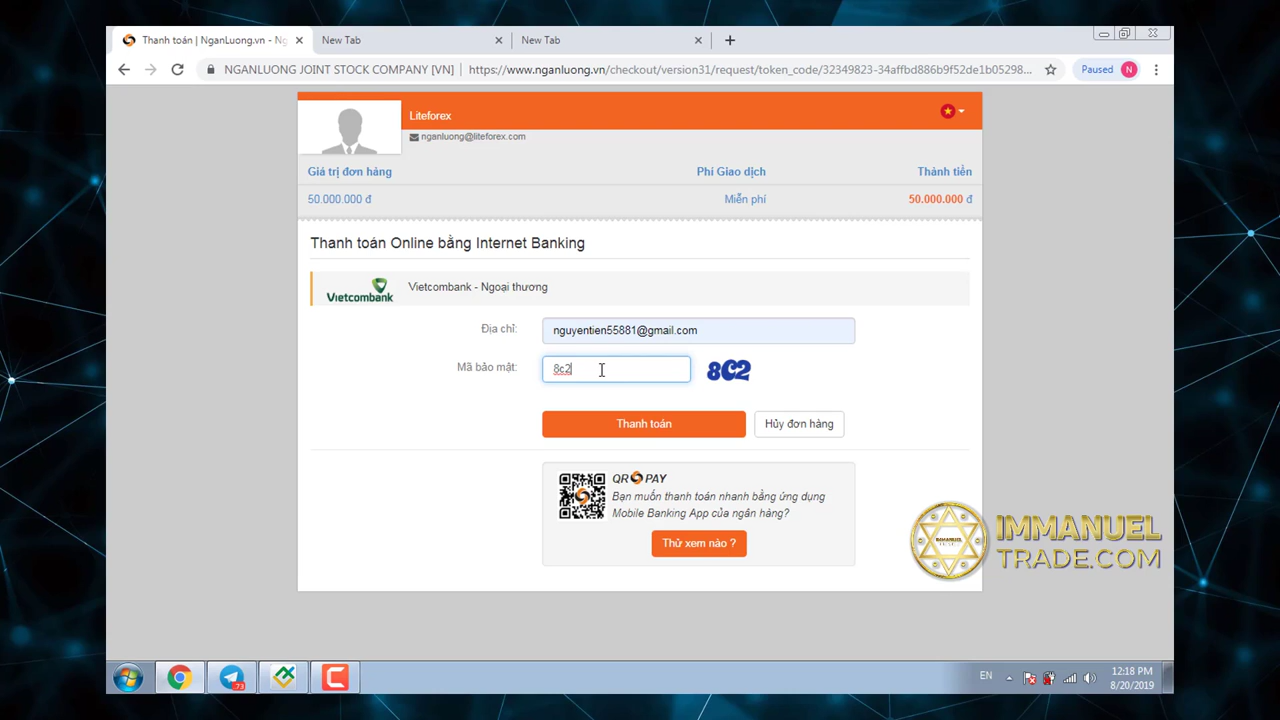 Thanh toán | NganLuong.vn - Ng
New Tab
New Tab
NGANLUONG JOINT STOCK COMPANY [VN]
https://www.nganluong.vn/checkout/version31/request/token_code/32349823-34affbd886b9f52de1b05298...
Paused
N
Liteforex
nganluong@liteforex.com
Giá trị đơn hàng Phí Giao dịch Thành tiền
50.000.000 đ Miễn phí 50.000.000 đ
Thanh toán Online bằng Internet Banking
Vietcombank Vietcombank - Ngoại thương
Địa chỉ: nguyentien55881@gmail.com
Mã bảo mật: 8c2 8C2
Thanh toán Hủy đơn hàng
QR PAY
Bạn muốn thanh toán nhanh bằng ứng dụng
Mobile Banking App của ngân hàng?
Thử xem nào ?
IMMANUEL
TRADE.COM
73
EN
12:18 PM
8/20/2019